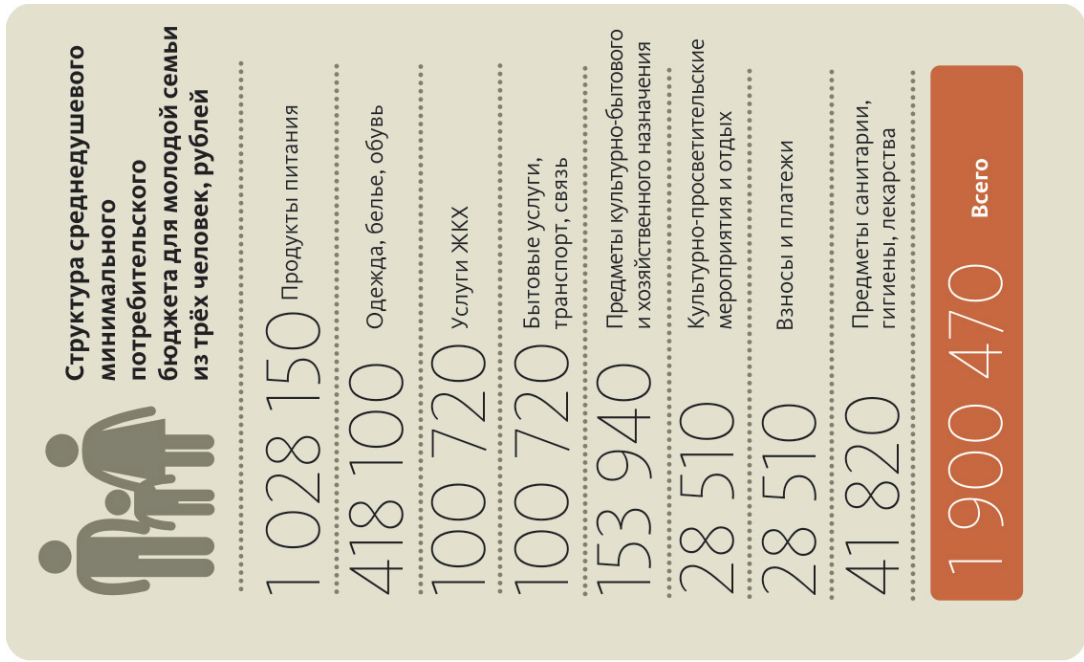 Структура среднедушевого
минимального
потребительского
бюджета для молодой семьи
из трёх человек, рублей
1 028 150 Продукты питания
418 100 Одежда, белье, обувь
100 720 Услуги ЖКХ
100 720 Бытовые услуги,
транспорт, связь
153 940 Предметы культурно-бытового
и хозяйственного назначения
28 510 Культурно-просветительские
мероприятия и отдых
28 510 Взносы и платежи
41 820 Предметы санитарии,
гигиены, лекарства
1 900 470 Всего